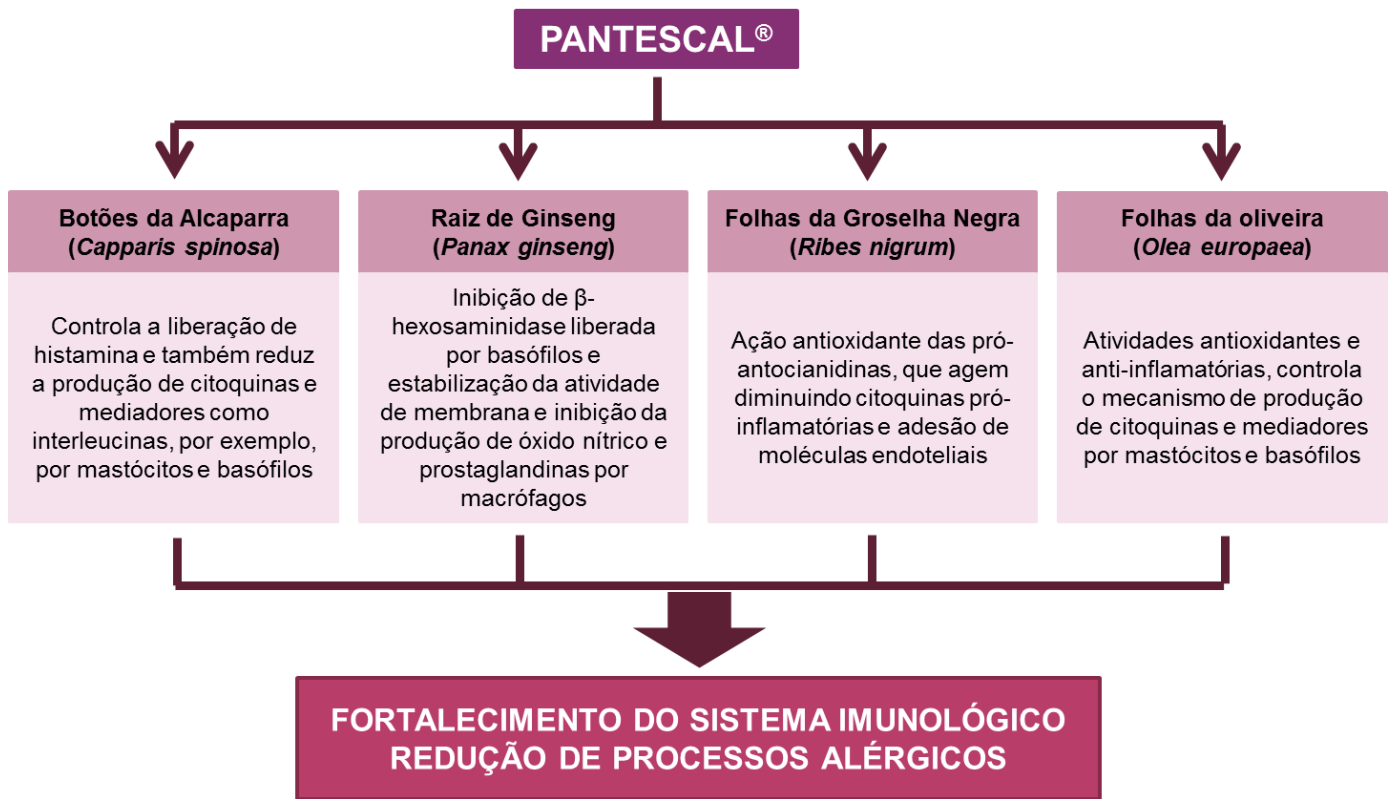 PANTESCAL®
Botões da Alcaparra
(Capparis spinosa)
Controla a liberação de
histamina e também reduz
a produção de citoquinas e
mediadores como
interleucinas, por exemplo,
por mastócitos e basófilos
Raiz de Ginseng
(Panax ginseng)
Inibição de β-
hexosaminidase liberada
por basófilos e
estabilização da atividade
de membrana e inibição da
produção de óxido nítrico e
prostaglandinas por
macrófagos
Folhas da Groselha Negra
(Ribes nigrum)
Ação antioxidante das pró-
antocianidinas, que agem
diminuindo citoquinas pró-
inflamatórias e adesão de
moléculas endoteliais
Folhas da oliveira
(Olea europaea)
Atividades antioxidantes e
anti-inflamatórias, controla
o mecanismo de produção
de citoquinas e mediadores
por mastócitos e basófilos
FORTALECIMENTO DO SISTEMA IMUNOLÓGICO
REDUÇÃO DE PROCESSOS ALÉRGICOS